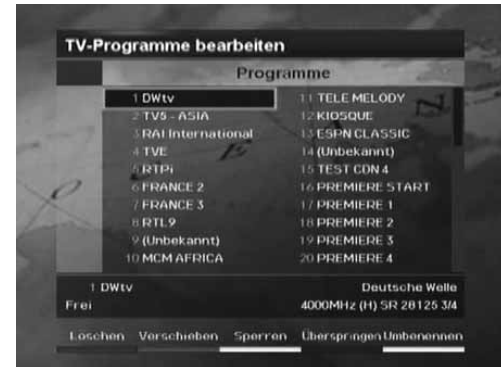 TV-Programme bearbeiten
Programme
1 DWtv
2 TV5 - ASIA
3 RAI International
4 TVE
5 RTPi
6 FRANCE 2
7 FRANCE 3
8 RTL9
9 (Unbekannt)
10 MCM AFRICA
11 TELE MELODY
12 KIOSQUE
13 ESPN CLASSIC
14 (Unbekannt)
15 TEST CDN 4
16 PREMIERE START
17 PREMIERE 1
18 PREMIERE 2
19 PREMIERE 3
20 PREMIERE 4
1 DWtv Deutsche Welle
Frei 4000MHz (H) SR 28125 3/4
Löschen Verschieben Sperren Überspringen Umbenennen